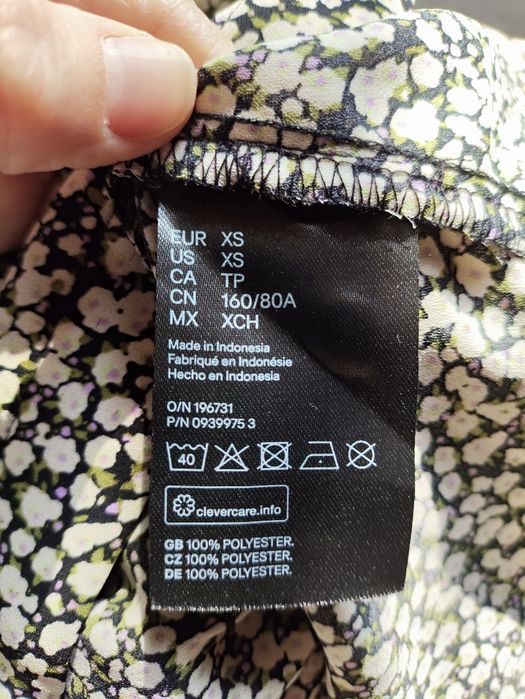 EUR XS
US XS
CA TP
CN 160/80A
MX XCH
Made in Indonesia
Fabriqué en Indonésie
Hecho en Indonesia
O/N 196731
P/N 0939975 3
40
clevercare.info
GB 100% POLYESTER.
CZ 100% POLYESTER.
DE 100% POLYESTER.